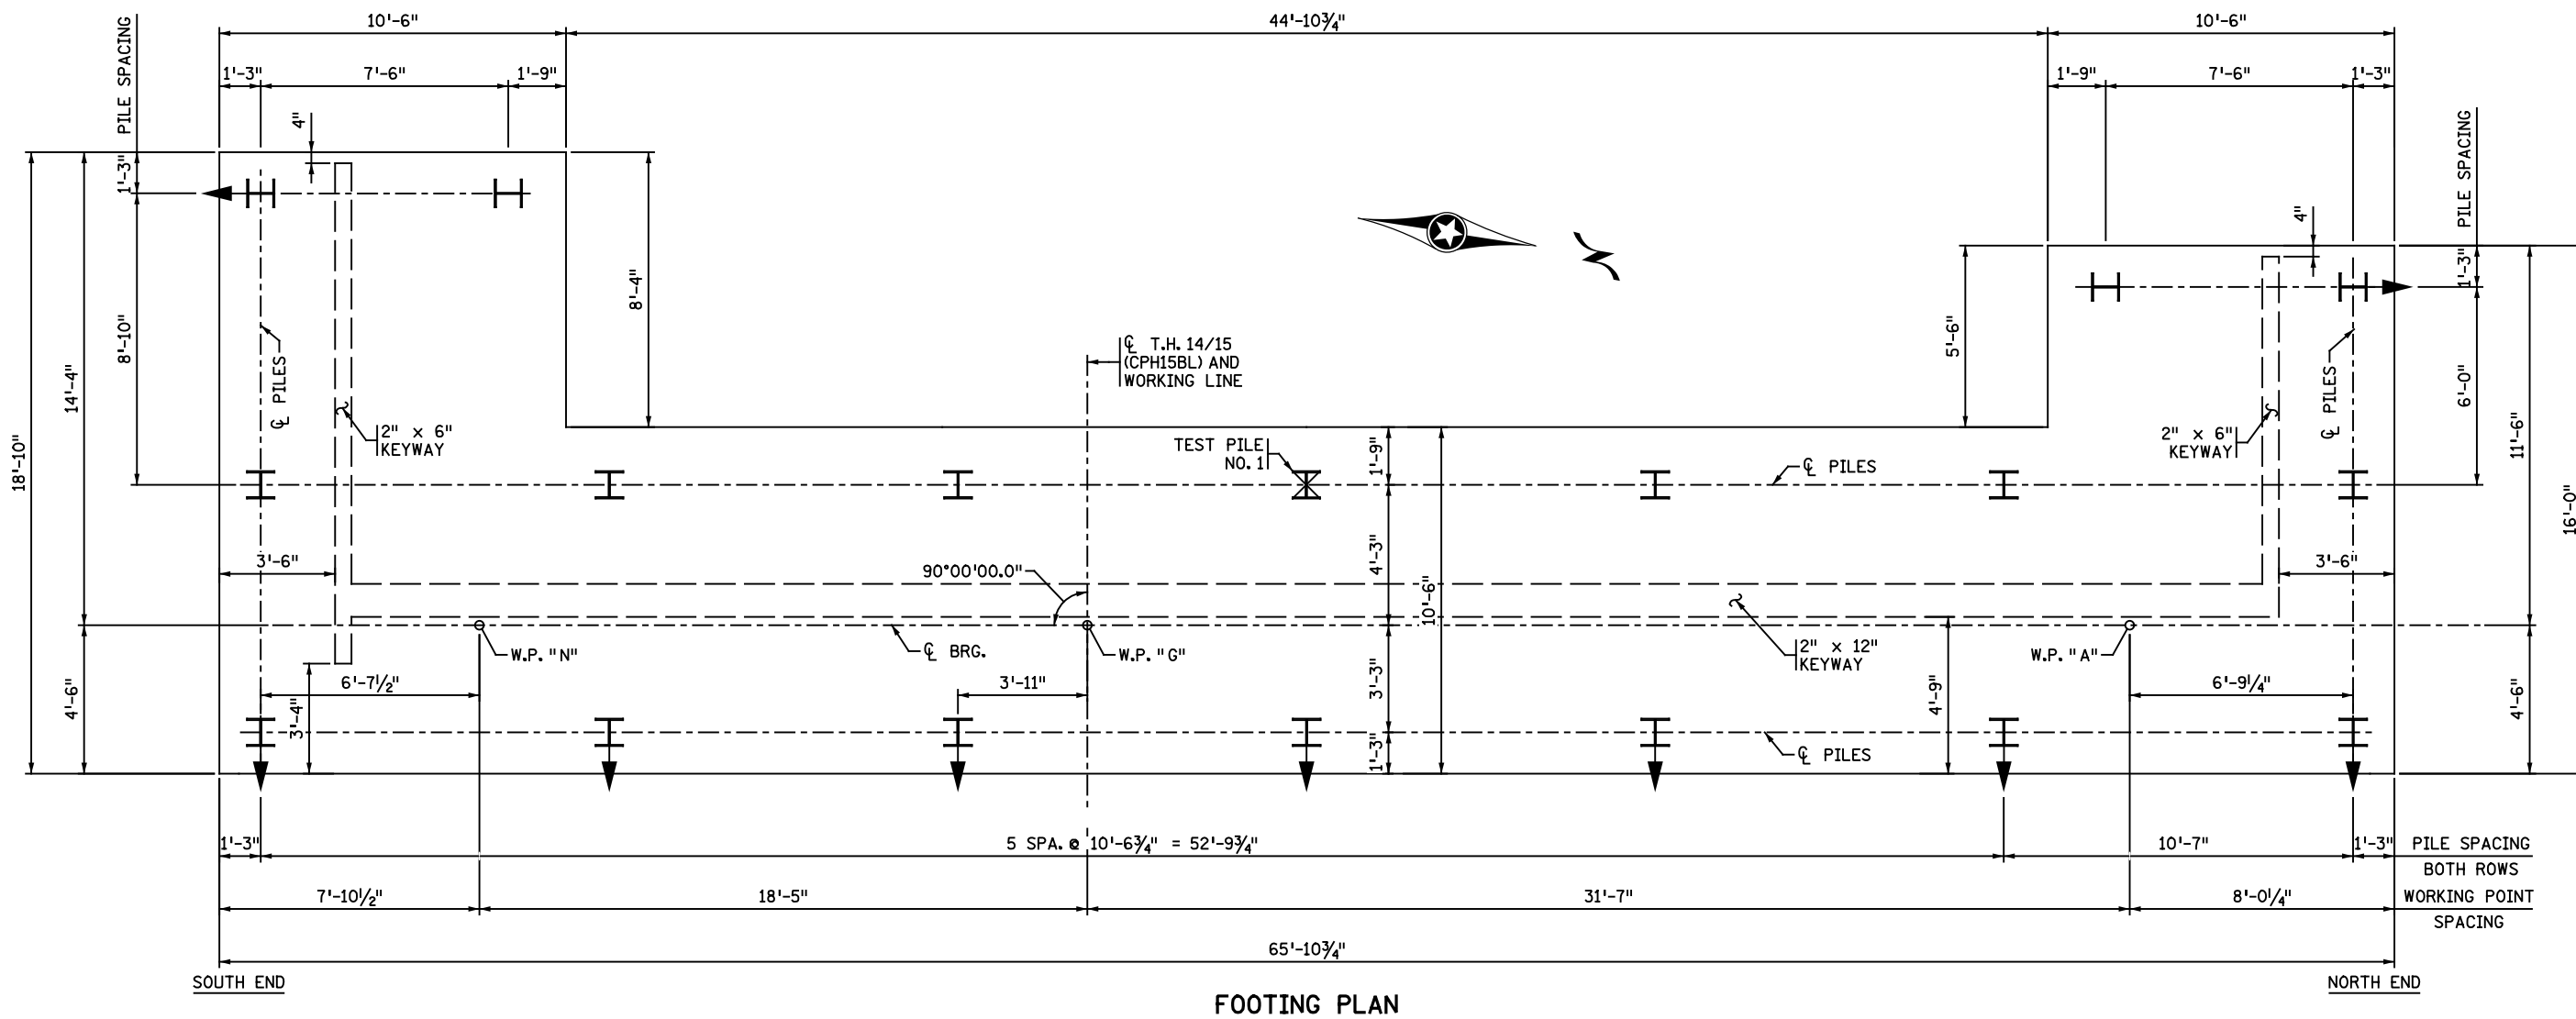 10'-6"
44'-10¾"
10'-6"
PILE SPACING
1'-3"
7'-6"
1'-9"
1'-9"
7'-6"
1'-3"
4"
PILE SPACING
1'-3"
4"
1'-3"
8'-4"
8'-10"
14'-4"
18'-10"
℄ PILES
2" x 6"
KEYWAY
℄ T.H. 14/15
(CPH15BL) AND
WORKING LINE
5'-6"
℄ PILES
6'-0"
11'-6"
16'-0"
2" x 6"
KEYWAY
TEST PILE
NO. 1
1'-9"
℄ PILES
3'-6"
90°00'00.0"
4'-3"
10'-6"
3'-6"
W.P. "N"
℄ BRG.
W.P. "G"
2" x 12"
KEYWAY
W.P. "A"
4'-6"
6'-7½"
3'-4"
3'-11"
3'-3"
4'-9"
6'-9¼"
4'-6"
1'-3"
℄ PILES
1'-3"
5 SPA. @ 10'-6¾" = 52'-9¾"
10'-7"
1'-3"
PILE SPACING
BOTH ROWS
7'-10½"
18'-5"
31'-7"
8'-0¼"
WORKING POINT
SPACING
65'-10¾"
SOUTH END
NORTH END
FOOTING PLAN